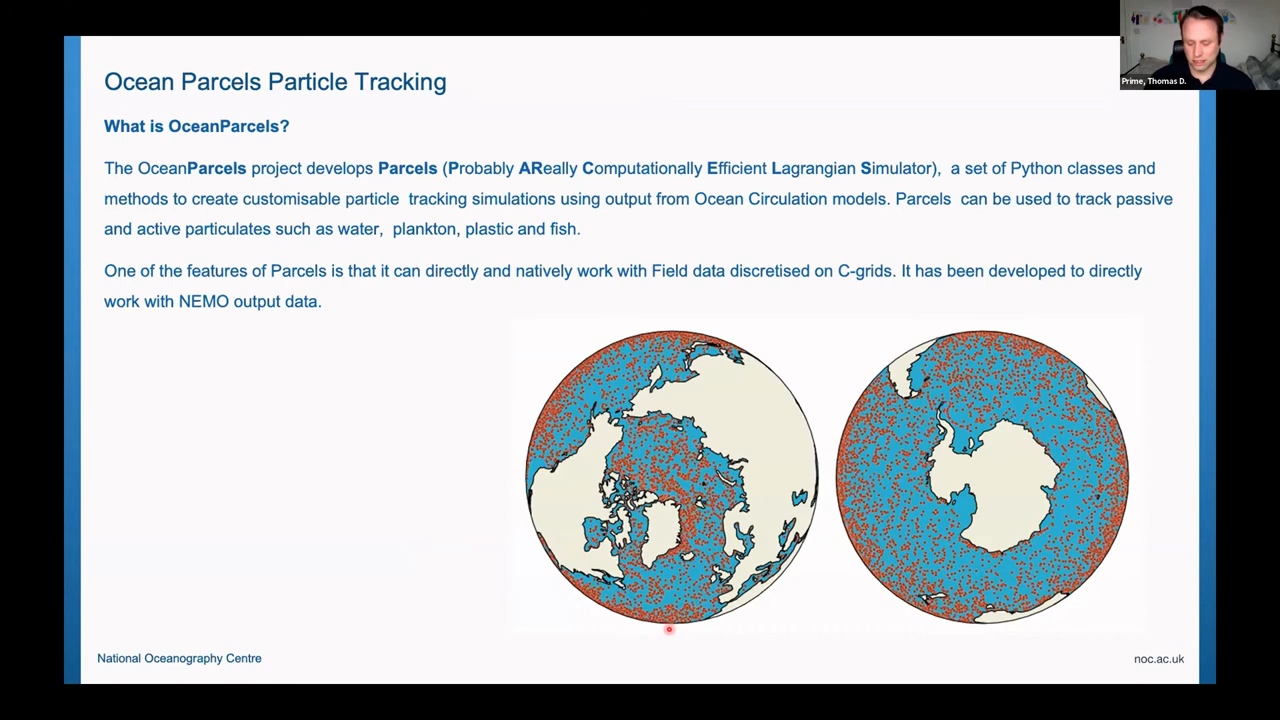 Prime, Thomas D.
Ocean Parcels Particle Tracking
What is OceanParcels?
The OceanParcels project develops Parcels (Probably AReally Computationally Efficient Lagrangian Simulator), a set of Python classes and
methods to create customisable particle tracking simulations using output from Ocean Circulation models. Parcels can be used to track passive
and active particulates such as water, plankton, plastic and fish.
One of the features of Parcels is that it can directly and natively work with Field data discretised on C-grids. It has been developed to directly
work with NEMO output data.
National Oceanography Centre
noc.ac.uk